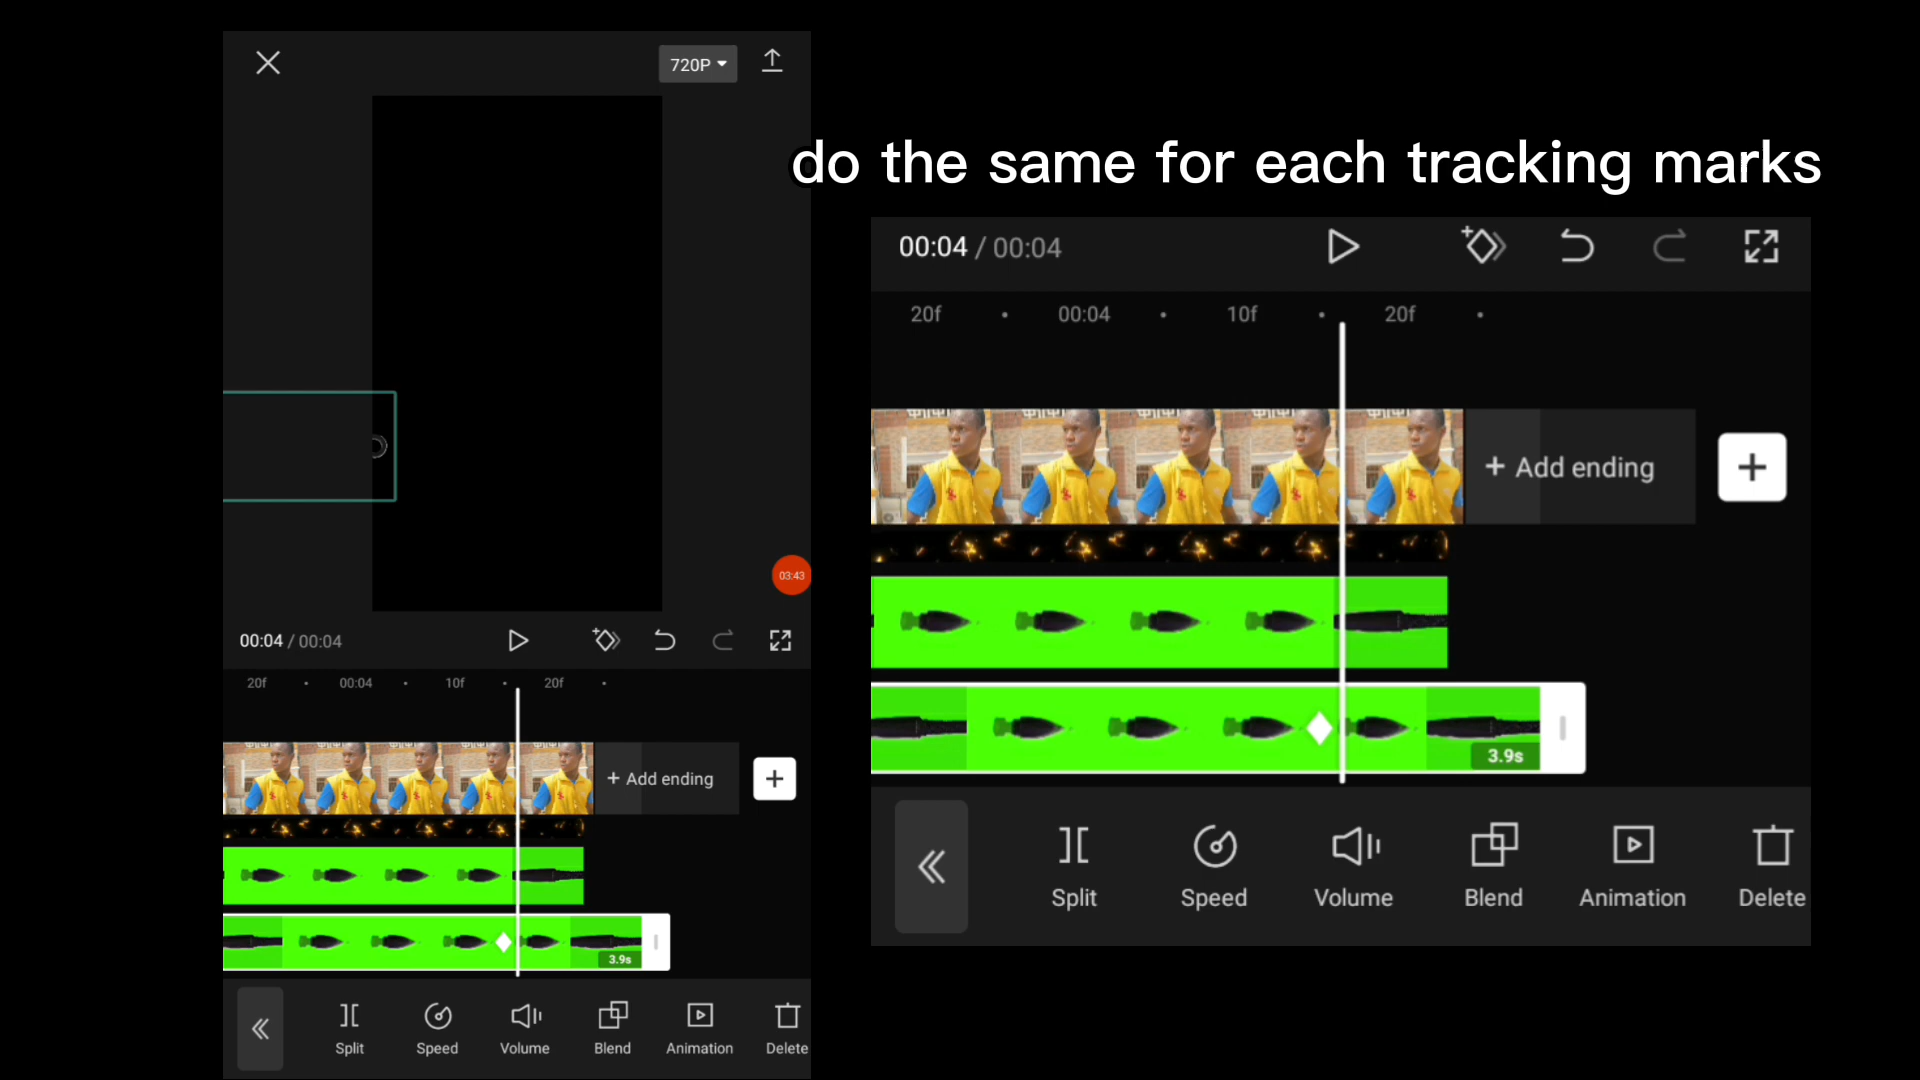 720P
do the same for each tracking marks
00:04 / 00:04
20f 00:04 10f 20f
+ Add ending
3.9s
Split Speed Volume Blend Animation Delete
03:43
00:04 / 00:04
20f 00:04 10f 20f
+ Add ending
3.9s
Split Speed Volume Blend Animation Delete